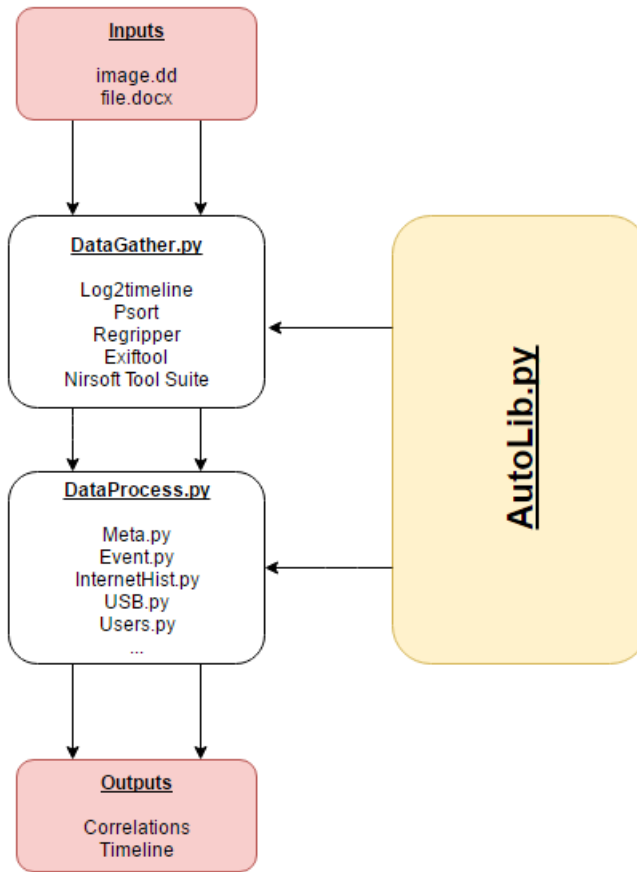 Inputs
image.dd
file.docx
DataGather.py
Log2timeline
Psort
Regripper
Exiftool
Nirsoft Tool Suite
AutoLib.py
DataProcess.py
Meta.py
Event.py
InternetHist.py
USB.py
Users.py
...
Outputs
Correlations
Timeline